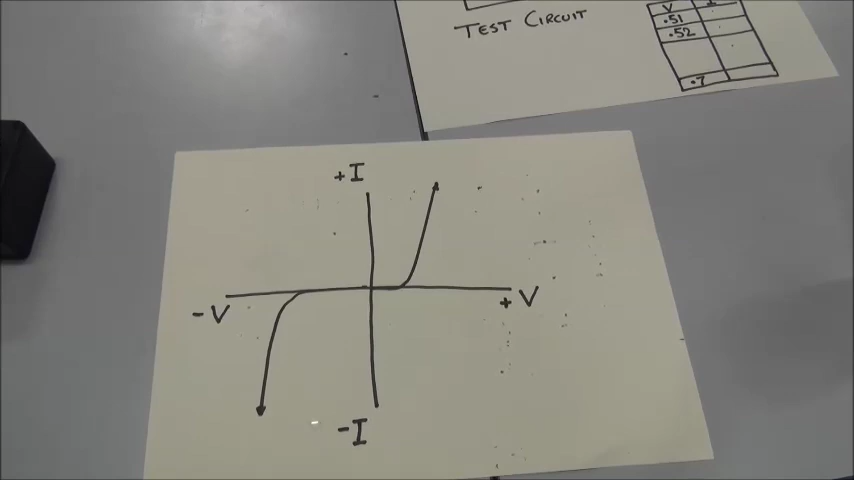 TEST CIRCUIT
V I
.51
.52
.7
+I
-V
+V
-I